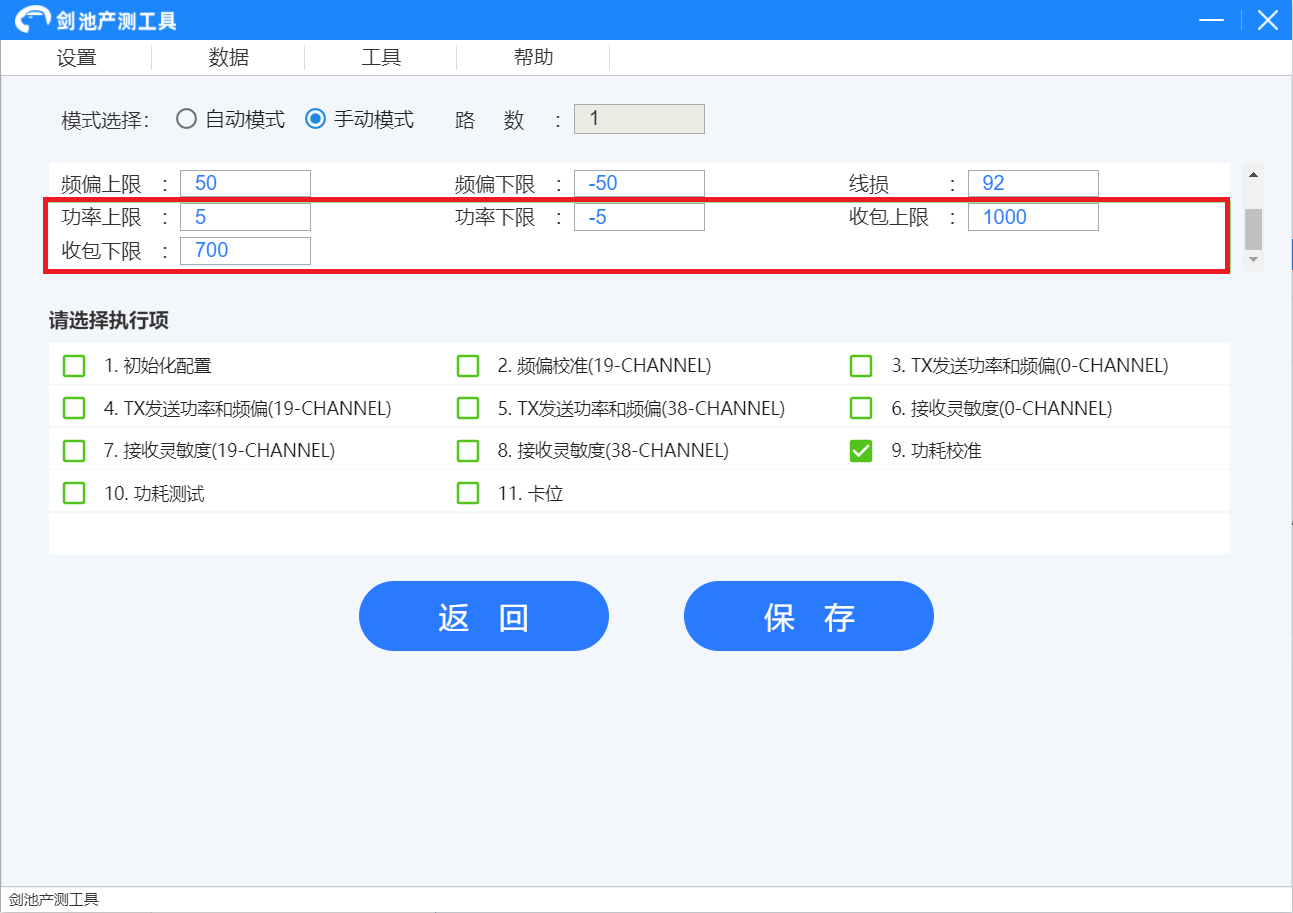 剑池产测工具
设置 数据 工具 帮助
模式选择： 自动模式 手动模式 路 数 ： 1
频偏上限 ： 50 频偏下限 ： -50 线损 ： 92
功率上限 ： 5 功率下限 ： -5 收包上限 ： 1000
收包下限 ： 700
请选择执行项
1. 初始化配置 2. 频偏校准(19-CHANNEL) 3. TX发送功率和频偏(0-CHANNEL)
4. TX发送功率和频偏(19-CHANNEL) 5. TX发送功率和频偏(38-CHANNEL) 6. 接收灵敏度(0-CHANNEL)
7. 接收灵敏度(19-CHANNEL) 8. 接收灵敏度(38-CHANNEL) 9. 功耗校准
10. 功耗测试 11. 卡位
返 回 保 存
剑池产测工具